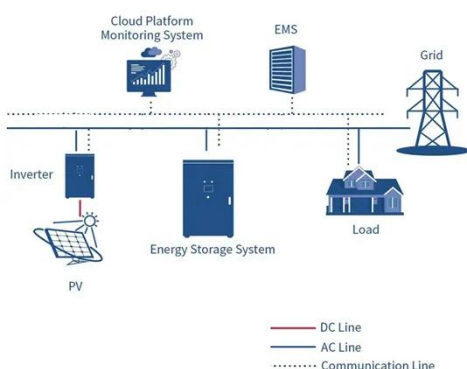 Cloud Platform
Monitoring System
EMS
Grid
Inverter
Energy Storage System
Load
PV
DC Line
AC Line
Communication Line